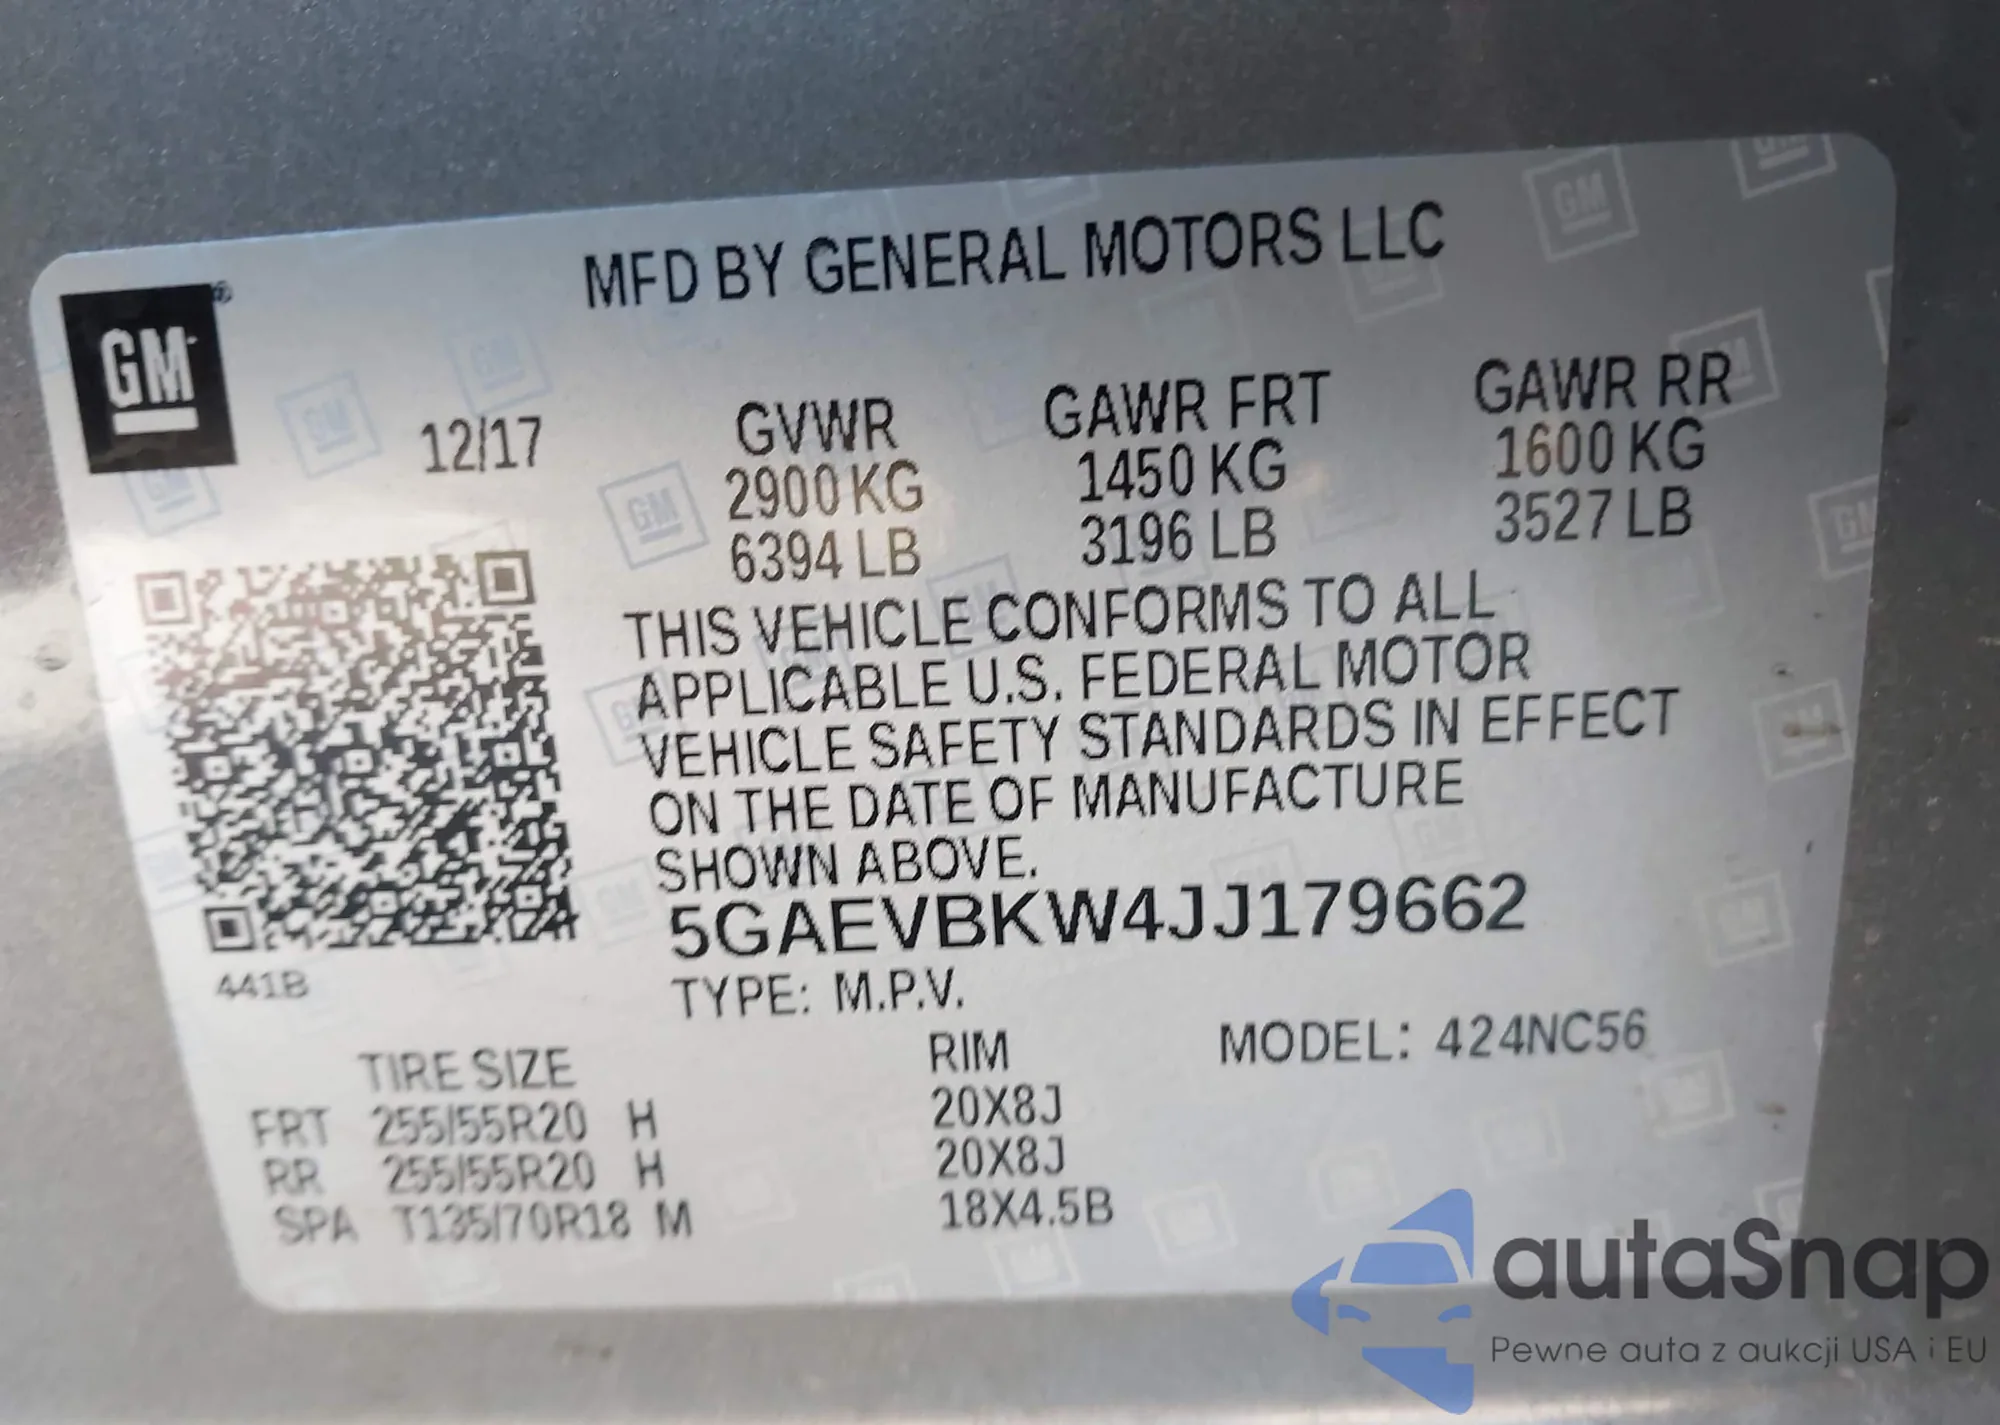 MFD BY GENERAL MOTORS LLC
GM
12/17
GVWR GAWR FRT GAWR RR
2900 KG 1450 KG 1600 KG
6394 LB 3196 LB 3527 LB
THIS VEHICLE CONFORMS TO ALL
APPLICABLE U.S. FEDERAL MOTOR
VEHICLE SAFETY STANDARDS IN EFFECT
ON THE DATE OF MANUFACTURE
SHOWN ABOVE.
5GAEVBKW4JJ179662
441B
TYPE: M.P.V.
MODEL: 424NC56
TIRE SIZE RIM
FRT 255/55R20 H 20X8J
RR 255/55R20 H 20X8J
SPA T135/70R18 M 18X4.5B
autaSnap
Pewne auta z aukcji USA i EU